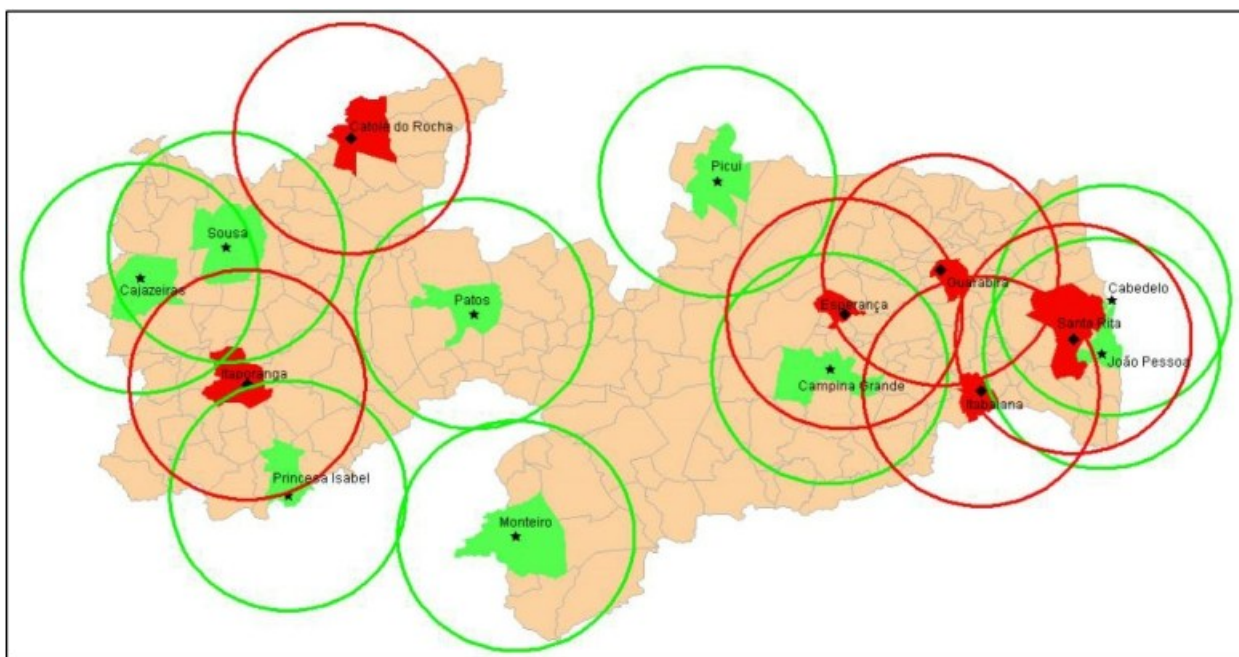 Catolé do Rocha
Picui
Sousa
Cajazeiras
Patos
Guarabira
Cabedelo
Esperança
Santa Rita
João Pessoa
Itaporanga
Campina Grande
Itabaiana
Princesa Isabel
Monteiro